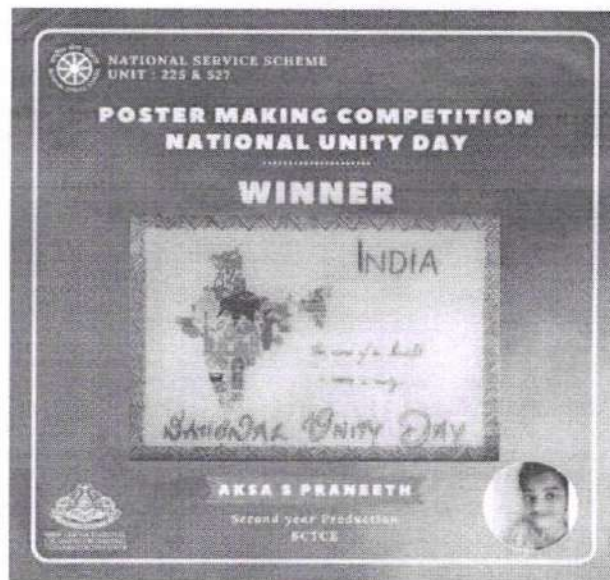 NATIONAL SERVICE SCHEME
UNIT : 225 & 527
POSTER MAKING COMPETITION
NATIONAL UNITY DAY
WINNER
INDIA
NATIONAL UNITY DAY
AKSA S PRANEETH
Second year Production
SCTCE